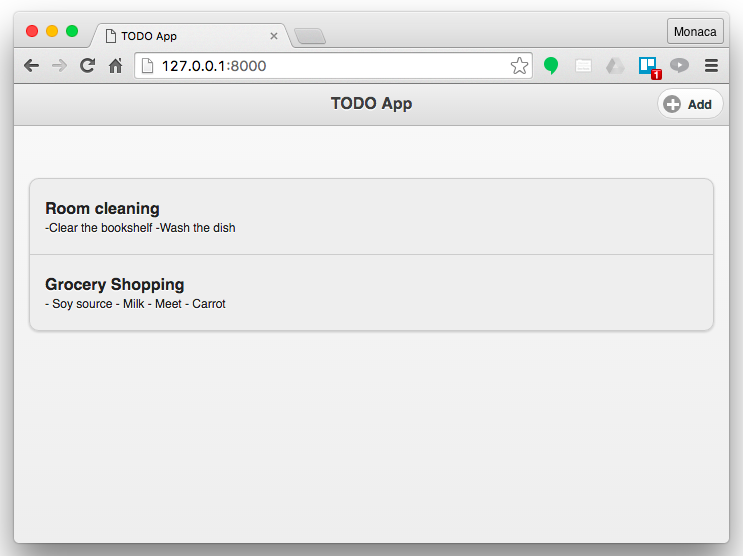 TODO App
Monaca
127.0.0.1:8000
1
TODO App
Add
Room cleaning
-Clear the bookshelf -Wash the dish
Grocery Shopping
- Soy source - Milk - Meet - Carrot